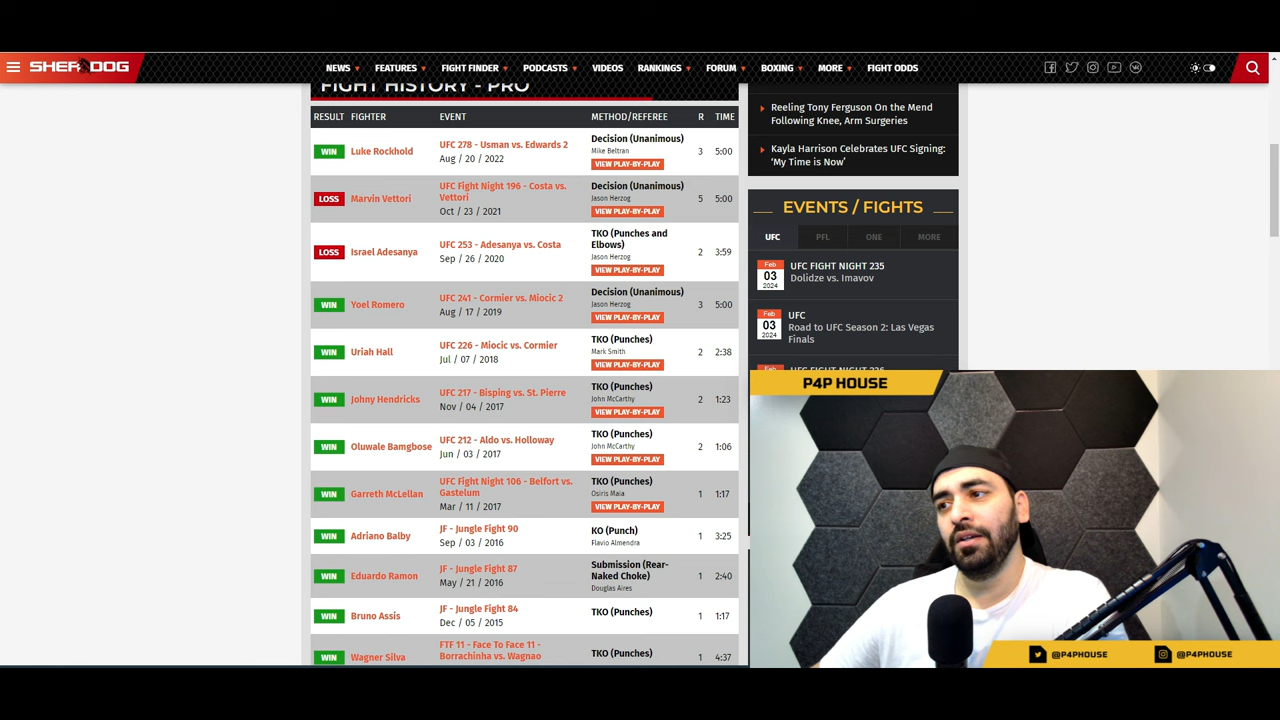 SHERDOG
NEWS FEATURES FIGHT FINDER PODCASTS VIDEOS RANKINGS FORUM BOXING MORE FIGHT ODDS
FIGHT HISTORY - PRO
RESULT FIGHTER EVENT METHOD/REFEREE R TIME
WIN Luke Rockhold UFC 278 - Usman vs. Edwards 2 Decision (Unanimous) 3 5:00
Aug / 20 / 2022 Mike Beltran
VIEW PLAY-BY-PLAY
LOSS Marvin Vettori UFC Fight Night 196 - Costa vs. Decision (Unanimous) 5 5:00
Vettori Jason Herzog
Oct / 23 / 2021 VIEW PLAY-BY-PLAY
LOSS Israel Adesanya UFC 253 - Adesanya vs. Costa TKO (Punches and 2 3:59
Sep / 26 / 2020 Elbows)
Jason Herzog
VIEW PLAY-BY-PLAY
WIN Yoel Romero UFC 241 - Cormier vs. Miocic 2 Decision (Unanimous) 3 5:00
Aug / 17 / 2019 Jason Herzog
VIEW PLAY-BY-PLAY
WIN Uriah Hall UFC 226 - Miocic vs. Cormier TKO (Punches) 2 2:38
Jul / 07 / 2018 Mark Smith
VIEW PLAY-BY-PLAY
WIN Johny Hendricks UFC 217 - Bisping vs. St. Pierre TKO (Punches) 2 1:23
Nov / 04 / 2017 John McCarthy
VIEW PLAY-BY-PLAY
WIN Oluwale Bamgbose UFC 212 - Aldo vs. Holloway TKO (Punches) 2 1:06
Jun / 03 / 2017 John McCarthy
VIEW PLAY-BY-PLAY
WIN Garreth McLellan UFC Fight Night 106 - Belfort vs. TKO (Punches) 1 1:17
Gastelum Osiris Maia
Mar / 11 / 2017 VIEW PLAY-BY-PLAY
WIN Adriano Balby JF - Jungle Fight 90 KO (Punch) 1 3:25
Sep / 03 / 2016 Flavio Almendra
WIN Eduardo Ramon JF - Jungle Fight 87 Submission (Rear- 1 2:40
May / 21 / 2016 Naked Choke)
Douglas Aires
WIN Bruno Assis JF - Jungle Fight 84 TKO (Punches) 1 1:17
Dec / 05 / 2015
WIN Wagner Silva FTF 11 - Face To Face 11 - TKO (Punches) 1 4:37
Borrachinha vs. Wagnao
Reeling Tony Ferguson On the Mend
Following Knee, Arm Surgeries
Kayla Harrison Celebrates UFC Signing:
‘My Time is Now’
EVENTS / FIGHTS
UFC PFL ONE MORE
Feb 03 2024 UFC FIGHT NIGHT 235
Dolidze vs. Imavov
Feb 03 2024 UFC
Road to UFC Season 2: Las Vegas
Finals
Feb UFC FIGHT NIGHT 236
P4P HOUSE
@P4PHOUSE @P4PHOUSE